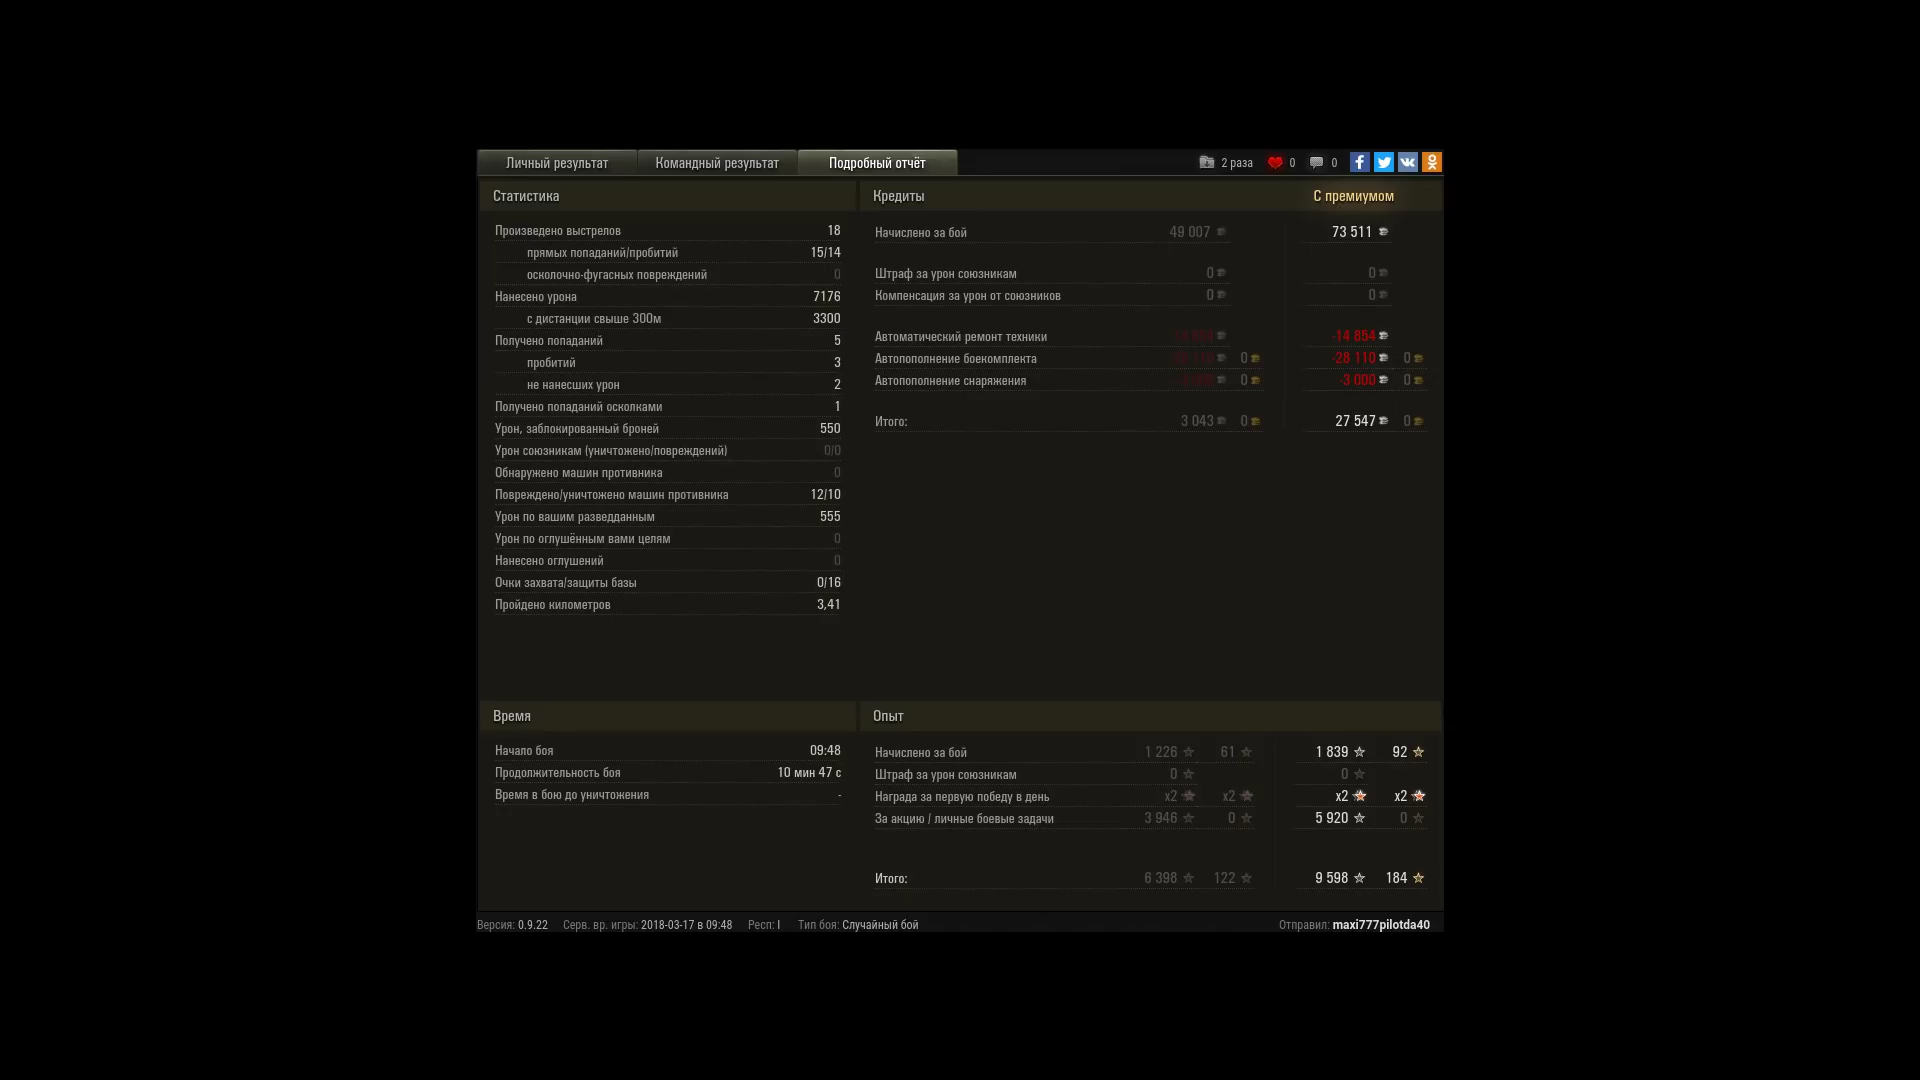 Личный результат Командный результат Подробный отчёт 2 раза 0 0
Статистика
Произведено выстрелов 18
прямых попаданий/пробитий 15/14
осколочно-фугасных повреждений 0
Нанесено урона 7176
с дистанции свыше 300м 3300
Получено попаданий 5
пробитий 3
не нанесших урон 2
Получено попаданий осколками 1
Урон, заблокированный броней 550
Урон союзникам (уничтожено/повреждений) 0/0
Обнаружено машин противника 0
Повреждено/уничтожено машин противника 12/10
Урон по вашим разведданным 555
Урон по оглушённым вами целям 0
Нанесено оглушений 0
Очки захвата/защиты базы 0/16
Пройдено километров 3,41
Кредиты С премиумом
Начислено за бой 49 007 73 511
Штраф за урон союзникам 0 0
Компенсация за урон от союзников 0 0
Автоматический ремонт техники -14 854
Автопополнение боекомплекта 0 -28 110 0
Автопополнение снаряжения 0 -3 000 0
Итого: 3 043 0 27 547 0
Время
Начало боя 09:48
Продолжительность боя 10 мин 47 с
Время в бою до уничтожения -
Опыт
Начислено за бой 1 226 61 1 839 92
Штраф за урон союзникам 0 0
Награда за первую победу в день x2 x2 x2 x2
За акцию / личные боевые задачи 3 946 0 5 920 0
Итого: 6 398 122 9 598 184
Версия: 0.9.22 Серв. вр. игры: 2018-03-17 в 09:48 Респ: I Тип боя: Случайный бой Отправил: maxi777pilotda40